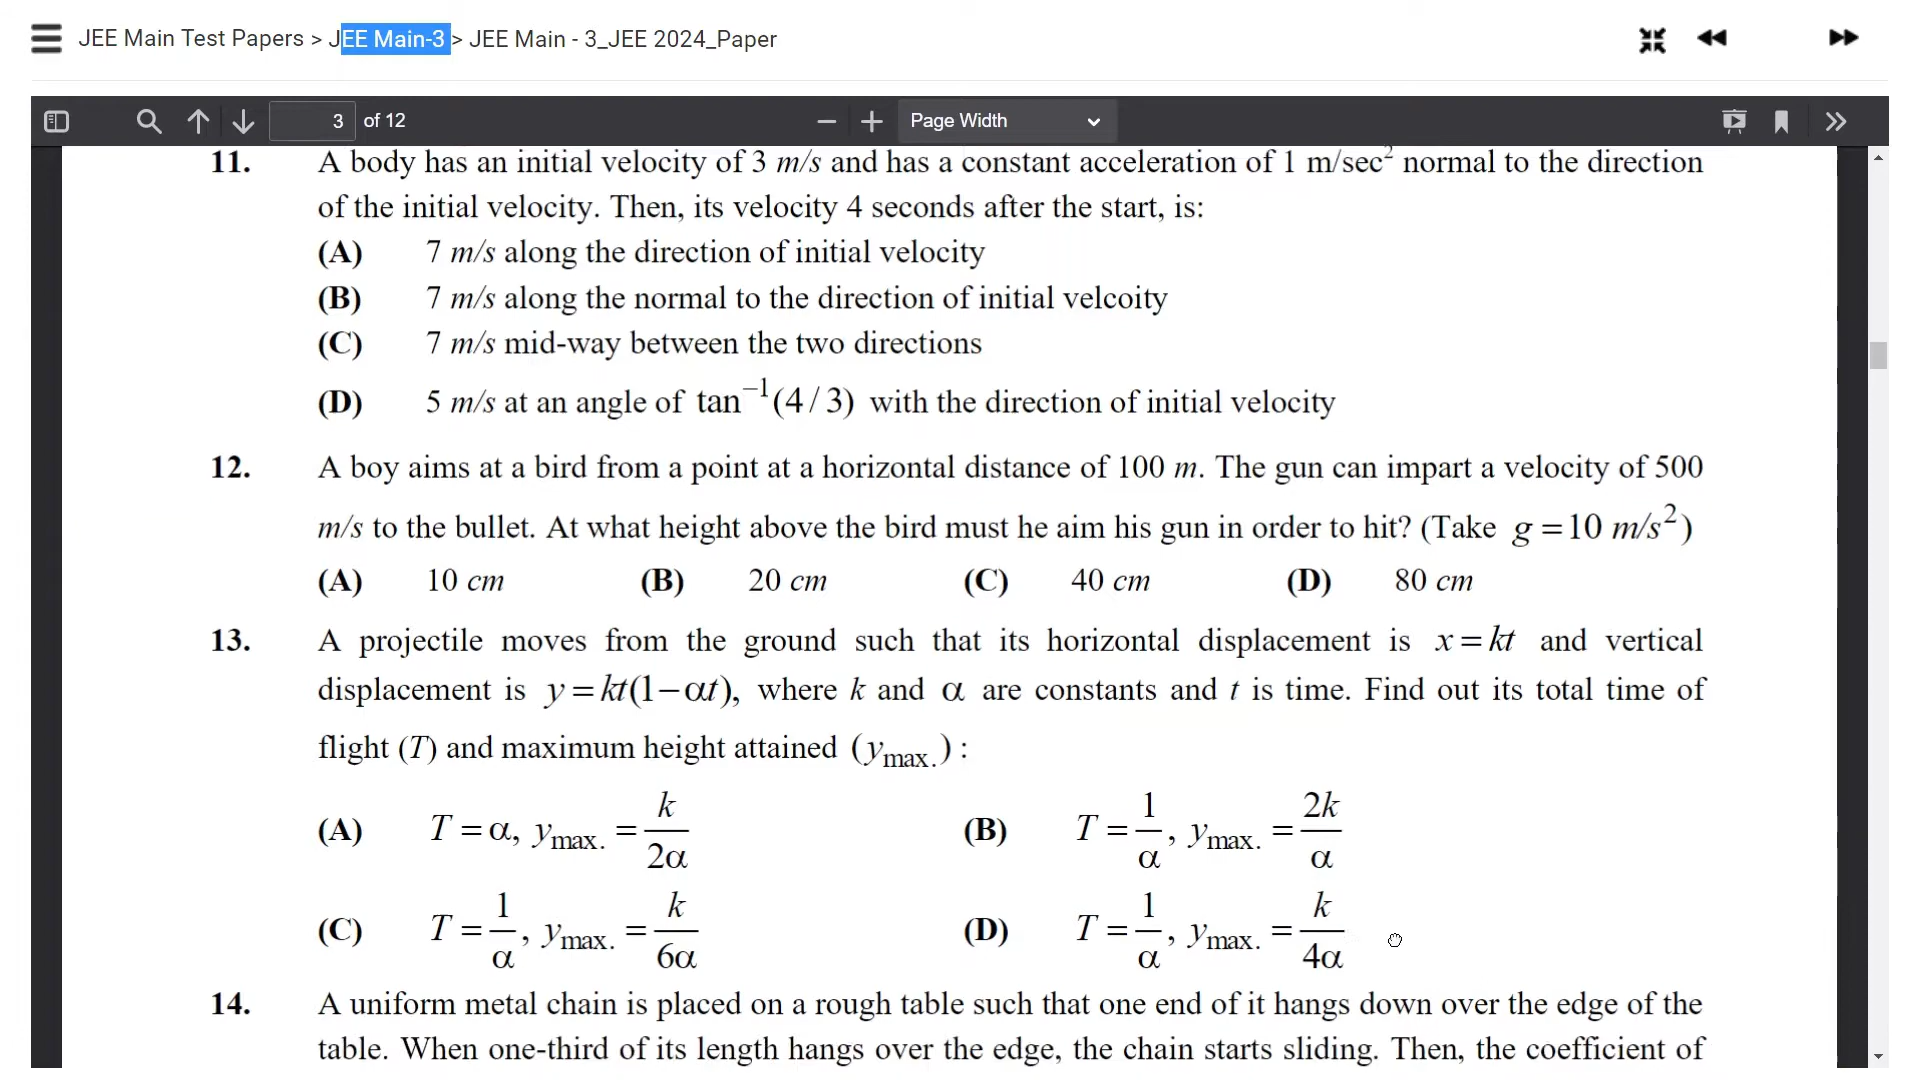 JEE Main Test Papers > JEE Main-3 > JEE Main - 3_JEE 2024_Paper
3 of 12 Page Width
11. A body has an initial velocity of 3 m/s and has a constant acceleration of 1 m/sec² normal to the direction
of the initial velocity. Then, its velocity 4 seconds after the start, is:
(A) 7 m/s along the direction of initial velocity
(B) 7 m/s along the normal to the direction of initial velcoity
(C) 7 m/s mid-way between the two directions
(D) 5 m/s at an angle of tan⁻¹(4/3) with the direction of initial velocity
12. A boy aims at a bird from a point at a horizontal distance of 100 m. The gun can impart a velocity of 500
m/s to the bullet. At what height above the bird must he aim his gun in order to hit? (Take g = 10 m/s²)
(A) 10 cm (B) 20 cm (C) 40 cm (D) 80 cm
13. A projectile moves from the ground such that its horizontal displacement is x = kt and vertical
displacement is y = kt(1 − αt), where k and α are constants and t is time. Find out its total time of
flight (T) and maximum height attained (y_max.) :
(A) T = α, y_max. = k/2α (B) T = 1/α, y_max. = 2k/α
(C) T = 1/α, y_max. = k/6α (D) T = 1/α, y_max. = k/4α
14. A uniform metal chain is placed on a rough table such that one end of it hangs down over the edge of the
table. When one-third of its length hangs over the edge, the chain starts sliding. Then, the coefficient of